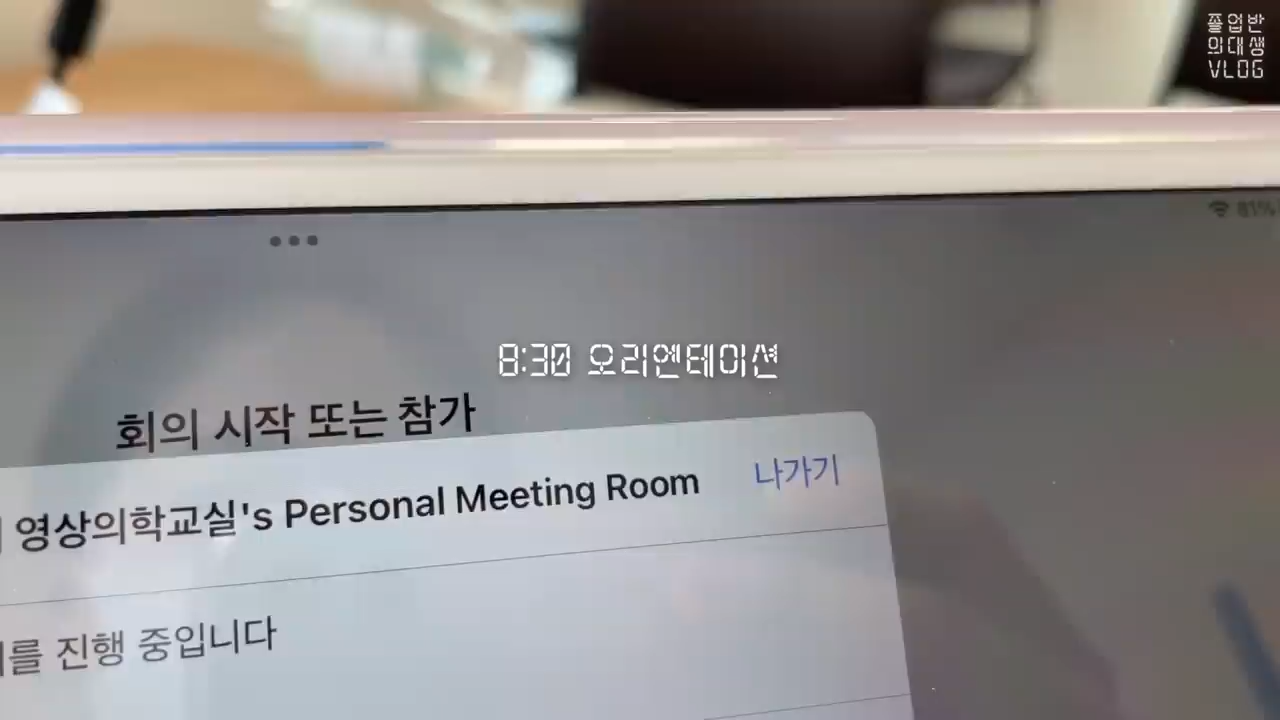 졸업반
의대생
VLOG
81%
8:30 오리엔테이션
회의 시작 또는 참가
영상의학교실's Personal Meeting Room
나가기
를 진행 중입니다